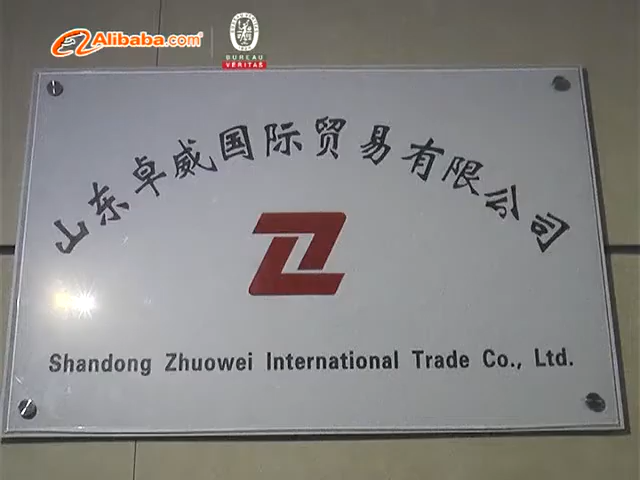 Alibaba.com®
BUREAU
VERITAS
山东卓威国际贸易有限公司
Shandong Zhuowei International Trade Co., Ltd.